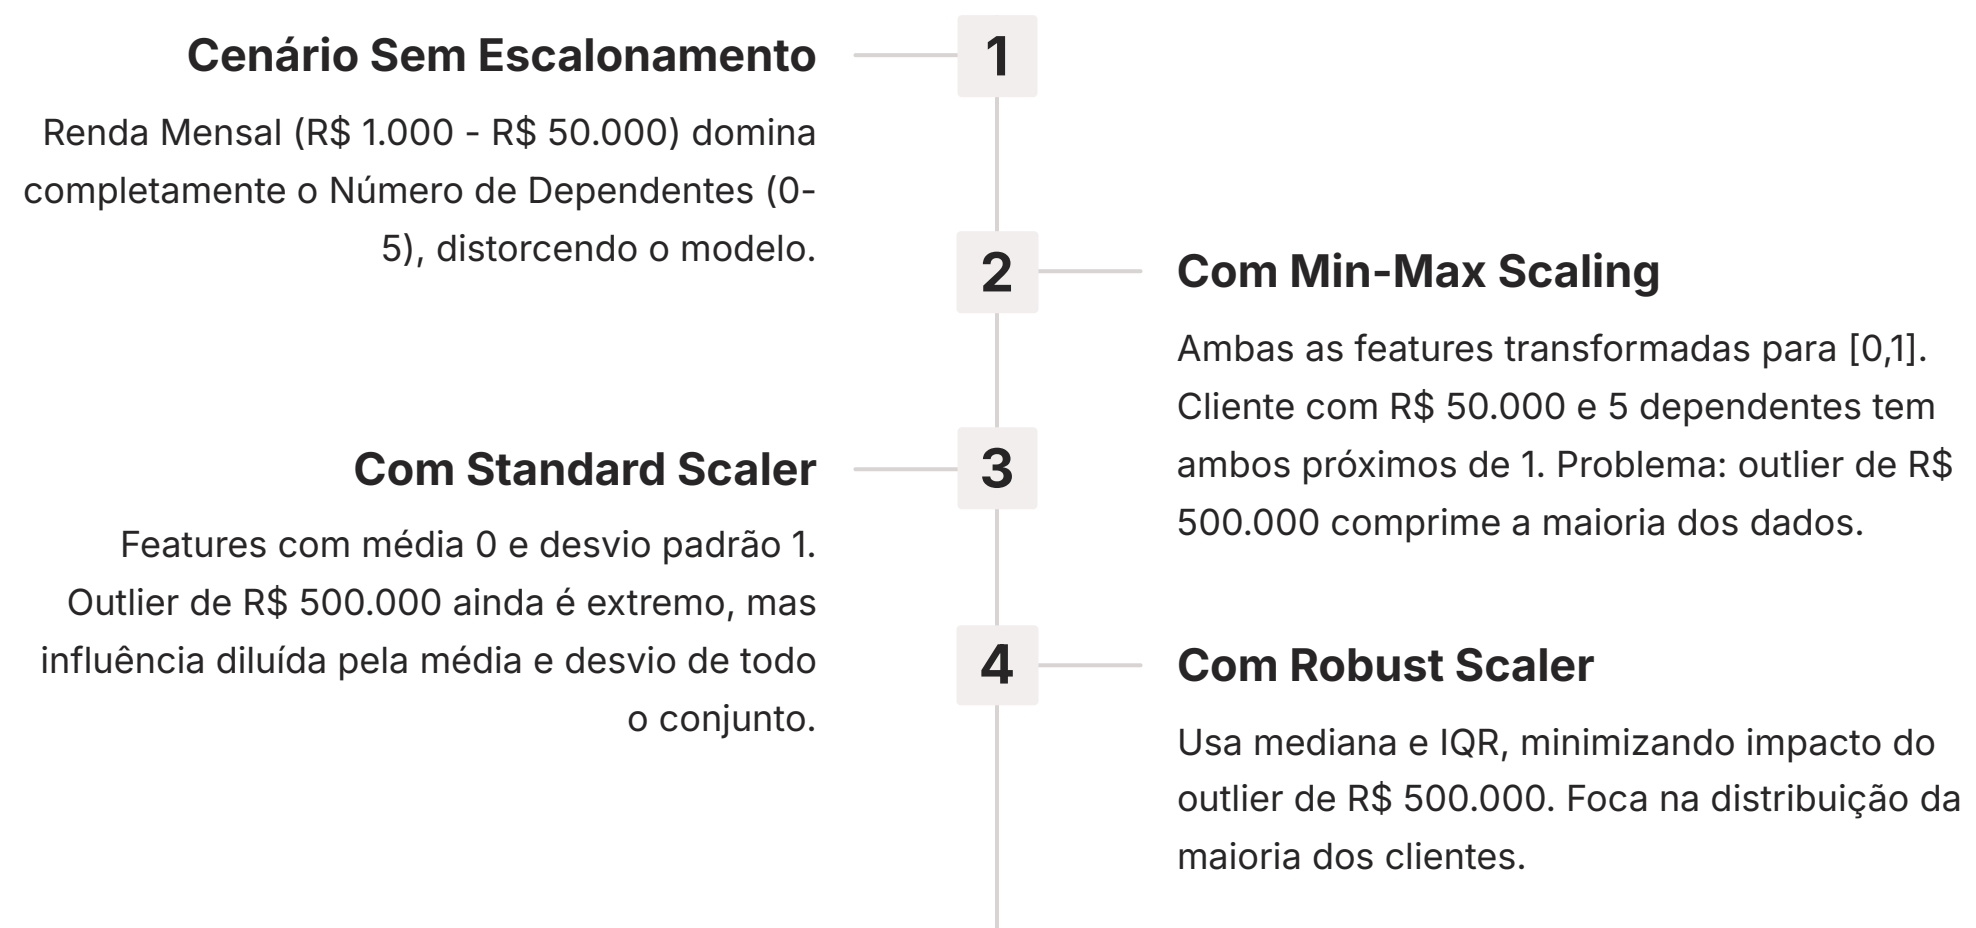 1
Cenário Sem Escalonamento
Renda Mensal (R$ 1.000 - R$ 50.000) domina
completamente o Número de Dependentes (0-
5), distorcendo o modelo.
2
Com Min-Max Scaling
Ambas as features transformadas para [0,1].
Cliente com R$ 50.000 e 5 dependentes tem
ambos próximos de 1. Problema: outlier de R$
500.000 comprime a maioria dos dados.
3
Com Standard Scaler
Features com média 0 e desvio padrão 1.
Outlier de R$ 500.000 ainda é extremo, mas
influência diluída pela média e desvio de todo
o conjunto.
4
Com Robust Scaler
Usa mediana e IQR, minimizando impacto do
outlier de R$ 500.000. Foca na distribuição da
maioria dos clientes.